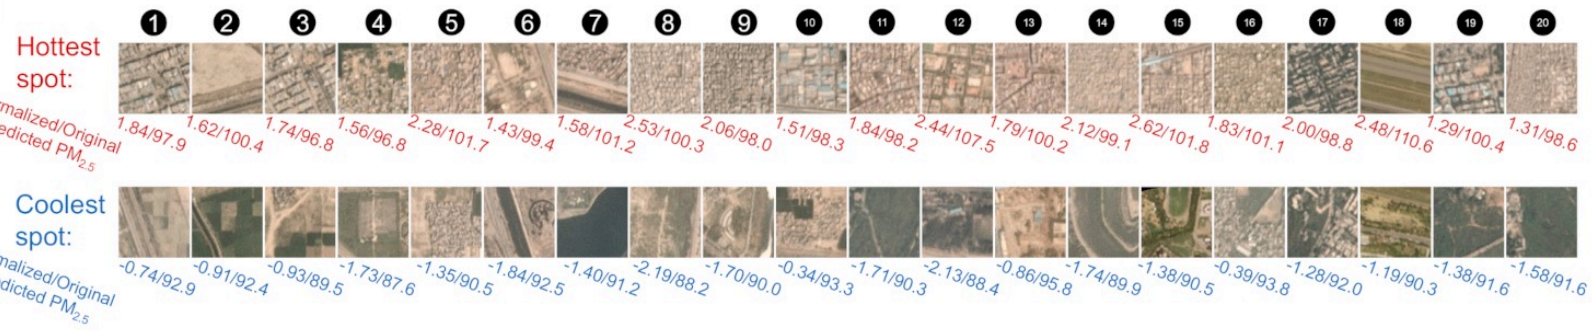 1 2 3 4 5 6 7 8 9 10 11 12 13 14 15 16 17 18 19 20
Hottest
spot:
rmalized/Original
edicted PM2.5
1.84/97.9 1.62/100.4 1.74/96.8 1.56/96.8 2.28/101.7 1.43/99.4 1.58/101.2 2.53/100.3 2.06/98.0 1.51/98.3 1.84/98.2 2.44/107.5 1.79/100.2 2.12/99.1 2.62/101.8 1.83/101.1 2.00/98.8 2.48/110.6 1.29/100.4 1.31/98.6
Coolest
spot:
malized/Original
edicted PM2.5
-0.74/92.9 -0.91/92.4 -0.93/89.5 -1.73/87.6 -1.35/90.5 -1.84/92.5 -1.40/91.2 -2.19/88.2 -1.70/90.0 -0.34/93.3 -1.71/90.3 -2.13/88.4 -0.86/95.8 -1.74/89.9 -1.38/90.5 -0.39/93.8 -1.28/92.0 -1.19/90.3 -1.38/91.6 -1.58/91.6